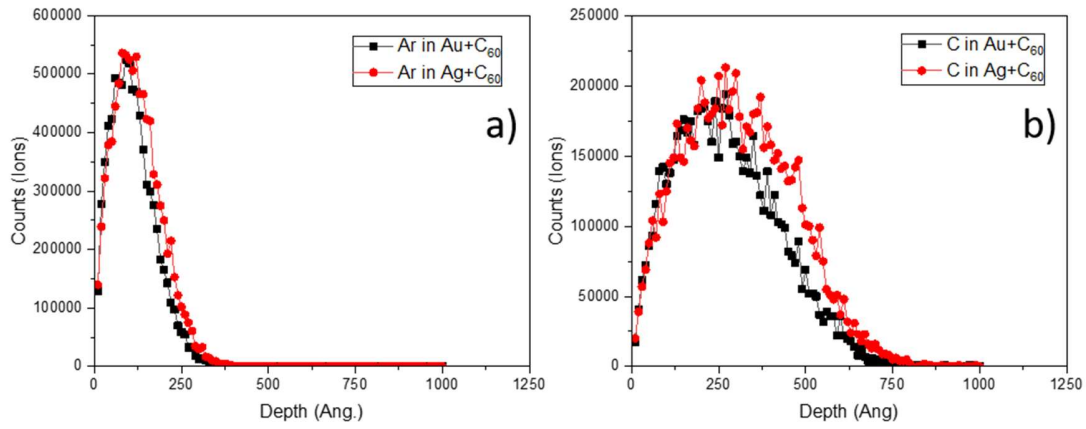 600000
500000
400000
300000
200000
100000
0
Counts (Ions)
Ar in Au+C60
Ar in Ag+C60
a)
0 250 500 750 1000 1250
Depth (Ang.)
250000
200000
150000
100000
50000
0
Counts (Ions)
C in Au+C60
C in Ag+C60
b)
0 250 500 750 1000 1250
Depth (Ang)